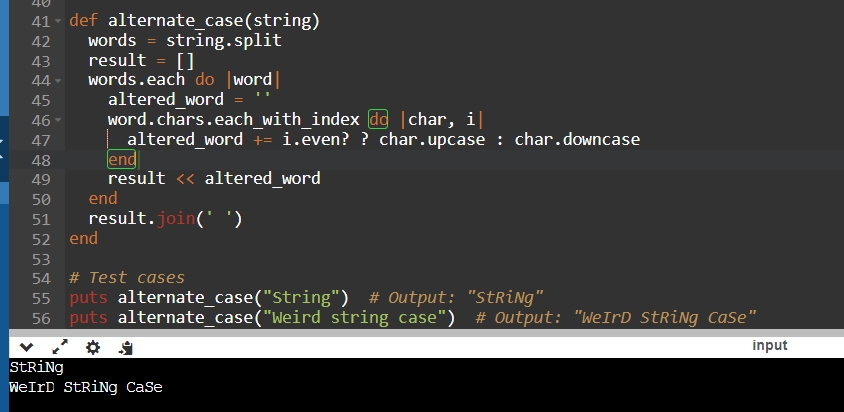 40
41 def alternate_case(string)
42   words = string.split
43   result = []
44   words.each do |word|
45     altered_word = ''
46     word.chars.each_with_index do |char, i|
47       altered_word += i.even? ? char.upcase : char.downcase
48     end
49     result << altered_word
50   end
51   result.join(' ')
52 end
53
54 # Test cases
55 puts alternate_case("String")  # Output: "StRiNg"
56 puts alternate_case("Weird string case")  # Output: "WeIrD StRiNg CaSe"
input
StRiNg
WeIrD StRiNg CaSe